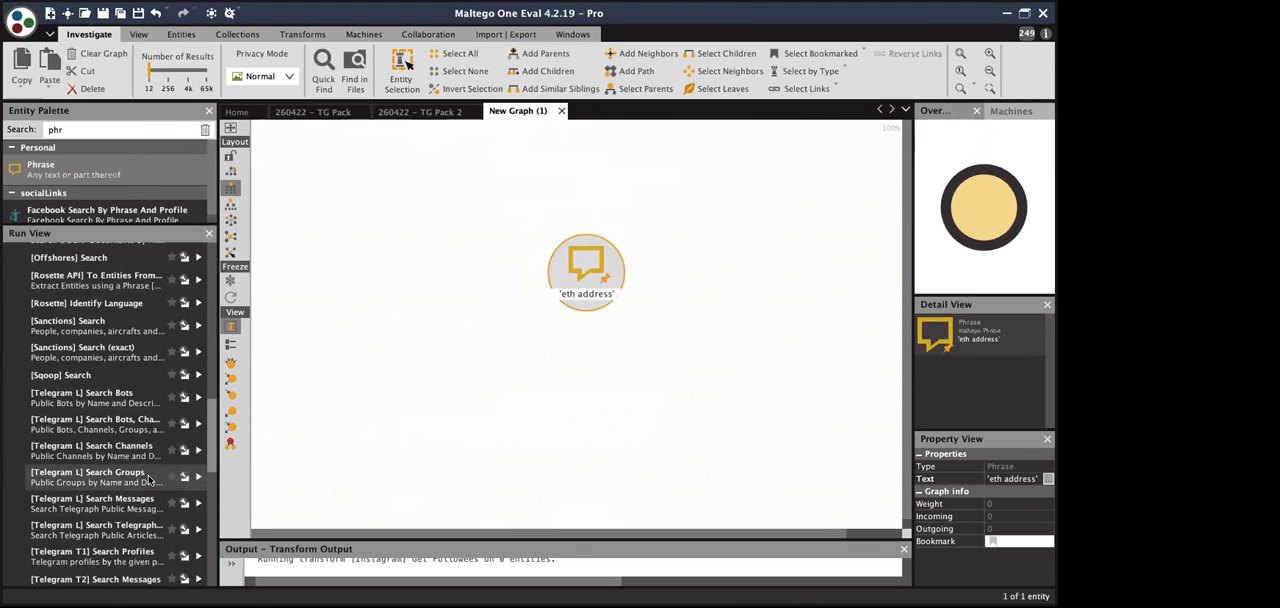 Maltego One Eval 4.2.19 - Pro
Investigate View Entities Collections Transforms Machines Collaboration Import | Export Windows
249
Copy
Paste
Clear Graph
Cut
Delete
Number of Results
12 256 4k 65k
Privacy Mode
Normal
Quick Find
Find in Files
Entity Selection
Select All
Select None
Invert Selection
Add Parents
Add Children
Add Similar Siblings
Add Neighbors
Add Path
Select Parents
Select Children
Select Neighbors
Select Leaves
Select Bookmarked
Select by Type
Select Links
Reverse Links
Entity Palette
Search: phr
Personal
Phrase
Any text or part thereof
socialLinks
Facebook Search By Phrase And Profile
Facebook Search By Phrase And Profile
Run View
[Offshores] Search
[Rosette API] To Entities From...
Extract Entities using a Phrase [...
[Rosette] Identify Language
[Sanctions] Search
People, companies, aircrafts and...
[Sanctions] Search (exact)
People, companies, aircrafts and...
[Sqoop] Search
[Telegram L] Search Bots
Public Bots by Name and Descri...
[Telegram L] Search Bots, Cha...
Public Bots, Channels, Groups, a...
[Telegram L] Search Channels
Public Channels by Name and D...
[Telegram L] Search Groups
Public Groups by Name and De...
[Telegram L] Search Messages
Search Telegraph Public Messag...
[Telegram L] Search Telegraph...
Search Telegraph Public Articles...
[Telegram T1] Search Profiles
Telegram profiles by the given p...
[Telegram T2] Search Messages
Home 260422 - TG Pack 260422 - TG Pack 2 New Graph (1)
Layout
Freeze
View
100%
'eth address'
Output - Transform Output
Running transform [Instagram] Get Followees on 0 entities.
Over... Machines
Detail View
Phrase
maltego.Phrase
'eth address'
Property View
Properties
Type Phrase
Text 'eth address'
Graph info
Weight 0
Incoming 0
Outgoing 0
Bookmark
1 of 1 entity